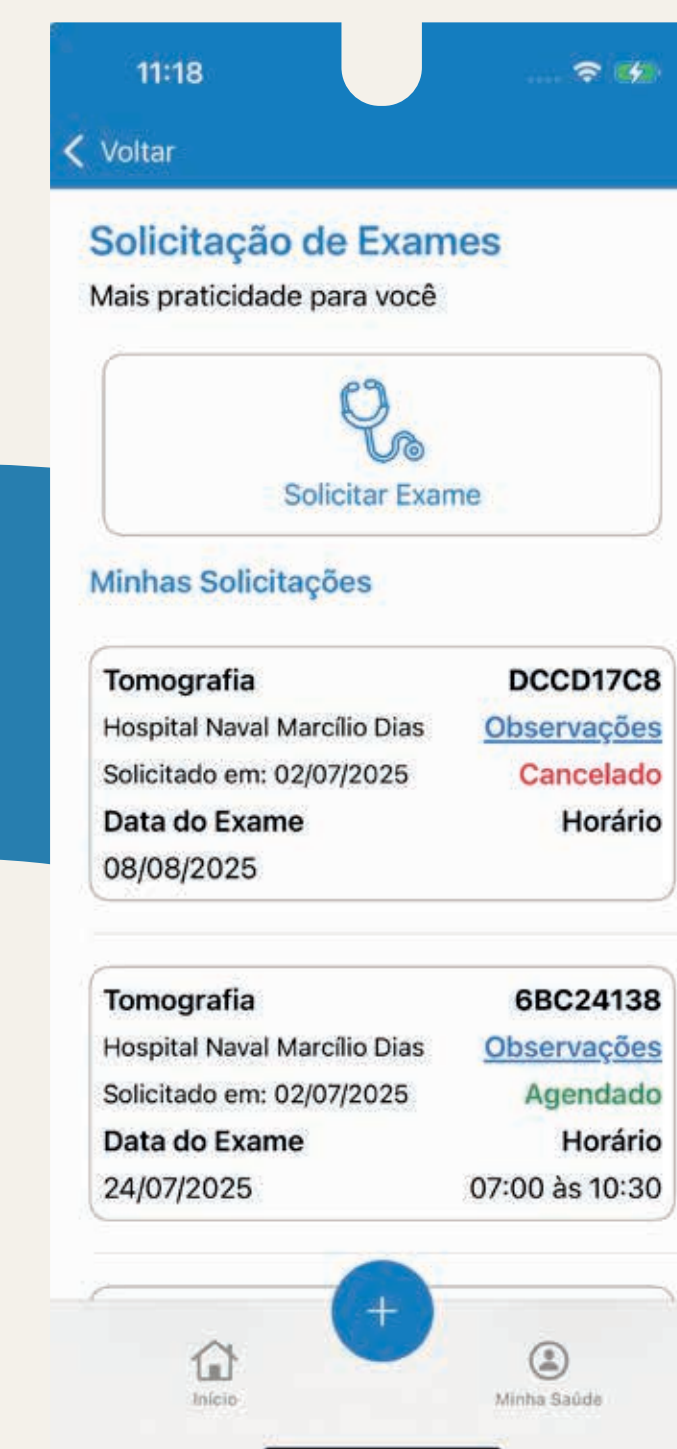 11:18
Voltar
Solicitação de Exames
Mais praticidade para você
Solicitar Exame
Minhas Solicitações
Tomografia DCCD17C8
Hospital Naval Marcílio Dias Observações
Solicitado em: 02/07/2025 Cancelado
Data do Exame Horário
08/08/2025
Tomografia 6BC24138
Hospital Naval Marcílio Dias Observações
Solicitado em: 02/07/2025 Agendado
Data do Exame Horário
24/07/2025 07:00 às 10:30
Início Minha Saúde